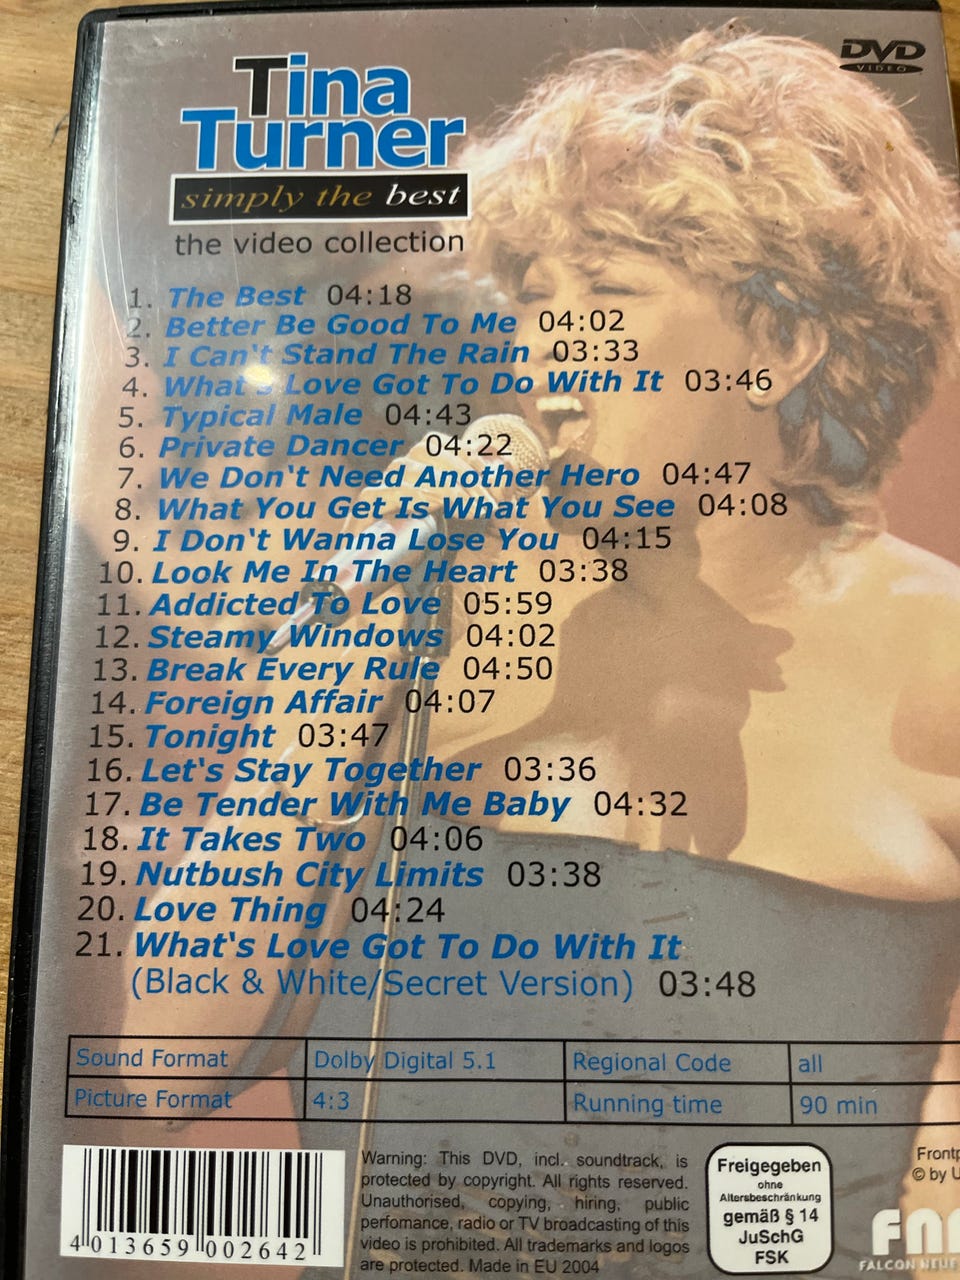 DVD
VIDEO
Tina
Turner
simply the best
the video collection
1. The Best 04:18
2. Better Be Good To Me 04:02
3. I Can't Stand The Rain 03:33
4. What's Love Got To Do With It 03:46
5. Typical Male 04:43
6. Private Dancer 04:22
7. We Don't Need Another Hero 04:47
8. What You Get Is What You See 04:08
9. I Don't Wanna Lose You 04:15
10. Look Me In The Heart 03:38
11. Addicted To Love 05:59
12. Steamy Windows 04:02
13. Break Every Rule 04:50
14. Foreign Affair 04:07
15. Tonight 03:47
16. Let's Stay Together 03:36
17. Be Tender With Me Baby 04:32
18. It Takes Two 04:06
19. Nutbush City Limits 03:38
20. Love Thing 04:24
21. What's Love Got To Do With It
(Black & White/Secret Version) 03:48
Sound Format Dolby Digital 5.1 Regional Code all
Picture Format 4:3 Running time 90 min
Warning: This DVD, incl. soundtrack, is
protected by copyright. All rights reserved.
Unauthorised, copying, hiring, public
perfomance, radio or TV broadcasting of this
video is prohibited. All trademarks and logos
are protected. Made in EU 2004
4 013659 002642
Freigegeben
ohne
Altersbeschränkung
gemäß § 14
JuSchG
FSK
© by
FALCON NEUE